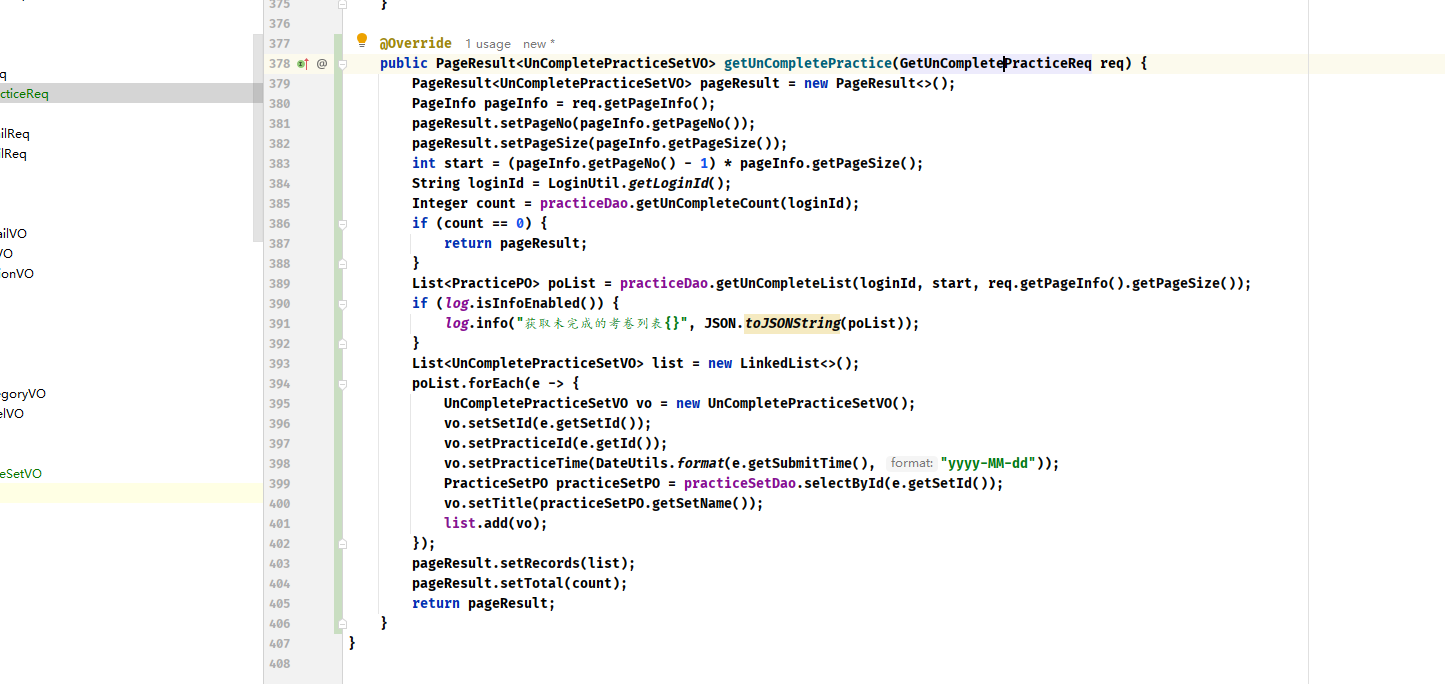 375 }
376
377 @Override 1 usage new *
q
378 @ public PageResult<UnCompletePracticeSetVO> getUnCompletePractice(GetUnCompletePracticeReq req) {
cticeReq
379 PageResult<UnCompletePracticeSetVO> pageResult = new PageResult<>();
380 PageInfo pageInfo = req.getPageInfo();
381 pageResult.setPageNo(pageInfo.getPageNo());
ilReq
382 pageResult.setPageSize(pageInfo.getPageSize());
lReq
383 int start = (pageInfo.getPageNo() - 1) * pageInfo.getPageSize();
384 String loginId = LoginUtil.getLoginId();
385 Integer count = practiceDao.getUnCompleteCount(loginId);
386 if (count == 0) {
ailVO
387 return pageResult;
VO
388 }
ionVO
389 List<PracticePO> poList = practiceDao.getUnCompleteList(loginId, start, req.getPageInfo().getPageSize());
390 if (log.isInfoEnabled()) {
391 log.info("获取未完成的考卷列表{}", JSON.toJSONString(poList));
392 }
393 List<UnCompletePracticeSetVO> list = new LinkedList<>();
394 poList.forEach(e -> {
egoryVO
395 UnCompletePracticeSetVO vo = new UnCompletePracticeSetVO();
elVO
396 vo.setSetId(e.getSetId());
397 vo.setPracticeId(e.getId());
398 vo.setPracticeTime(DateUtils.format(e.getSubmitTime(), format: "yyyy-MM-dd"));
eSetVO
399 PracticeSetPO practiceSetPO = practiceSetDao.selectById(e.getSetId());
400 vo.setTitle(practiceSetPO.getSetName());
401 list.add(vo);
402 });
403 pageResult.setRecords(list);
404 pageResult.setTotal(count);
405 return pageResult;
406 }
407 }
408